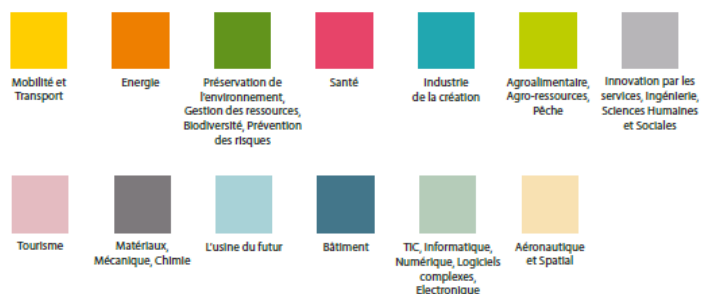 Mobilité et
Transport
Energie
Préservation de
l'environnement,
Gestion des ressources,
Biodiversité, Prévention
des risques
Santé
Industrie
de la création
Agroalimentaire,
Agro-ressources,
Pêche
Innovation par les
services, Ingénierie,
Sciences Humaines
et Sociales
Tourisme
Matériaux,
Mécanique, Chimie
L'usine du futur
Bâtiment
TIC, Informatique,
Numérique, Logiciels
complexes,
Electronique
Aéronautique
et Spatial